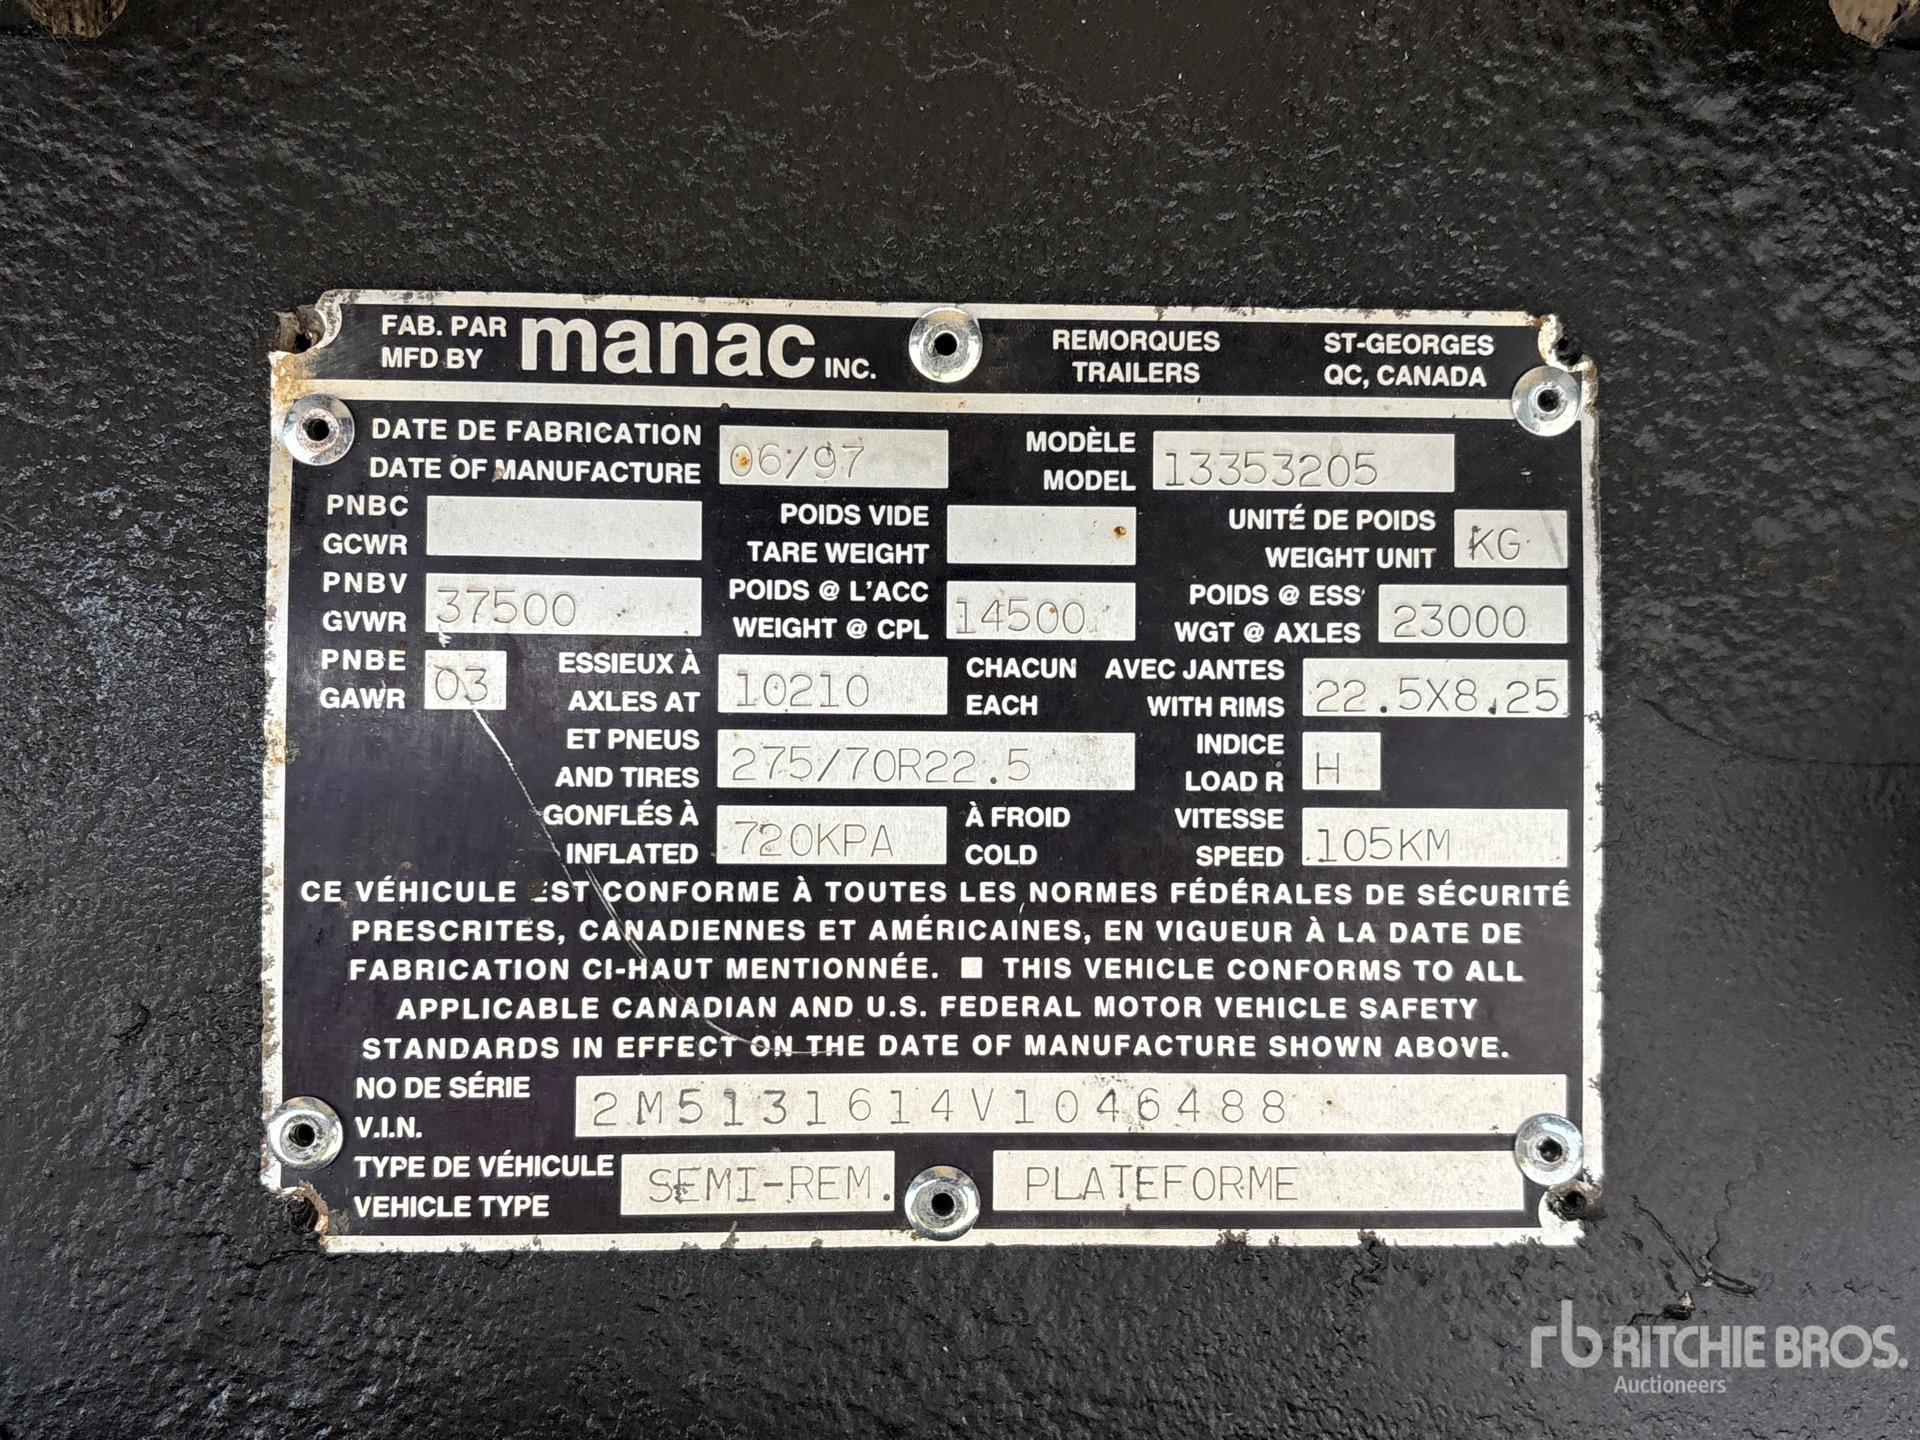 FAB. PAR manac INC. REMORQUES ST-GEORGES
MFD BY TRAILERS QC, CANADA
DATE DE FABRICATION 06/97 MODÈLE 13353205
DATE OF MANUFACTURE MODEL
PNBC POIDS VIDE UNITÉ DE POIDS KG
GCWR TARE WEIGHT WEIGHT UNIT
PNBV 37500 POIDS @ L'ACC 14500 POIDS @ ESS' 23000
GVWR WEIGHT @ CPL WGT @ AXLES
PNBE 03 ESSIEUX À 10210 CHACUN AVEC JANTES 22.5X8.25
GAWR AXLES AT EACH WITH RIMS
ET PNEUS 275/70R22.5 INDICE H
AND TIRES LOAD R
GONFLÉS À 720KPA À FROID VITESSE 105KM
INFLATED COLD SPEED
CE VÉHICULE EST CONFORME À TOUTES LES NORMES FÉDÉRALES DE SÉCURITÉ
PRESCRITES, CANADIENNES ET AMÉRICAINES, EN VIGUEUR À LA DATE DE
FABRICATION CI-HAUT MENTIONNÉE. ■ THIS VEHICLE CONFORMS TO ALL
APPLICABLE CANADIAN AND U.S. FEDERAL MOTOR VEHICLE SAFETY
STANDARDS IN EFFECT ON THE DATE OF MANUFACTURE SHOWN ABOVE.
NO DE SÉRIE 2M5131614V1046488
V.I.N.
TYPE DE VÉHICULE SEMI-REM. PLATEFORME
VEHICLE TYPE
rb RITCHIE BROS.
Auctioneers